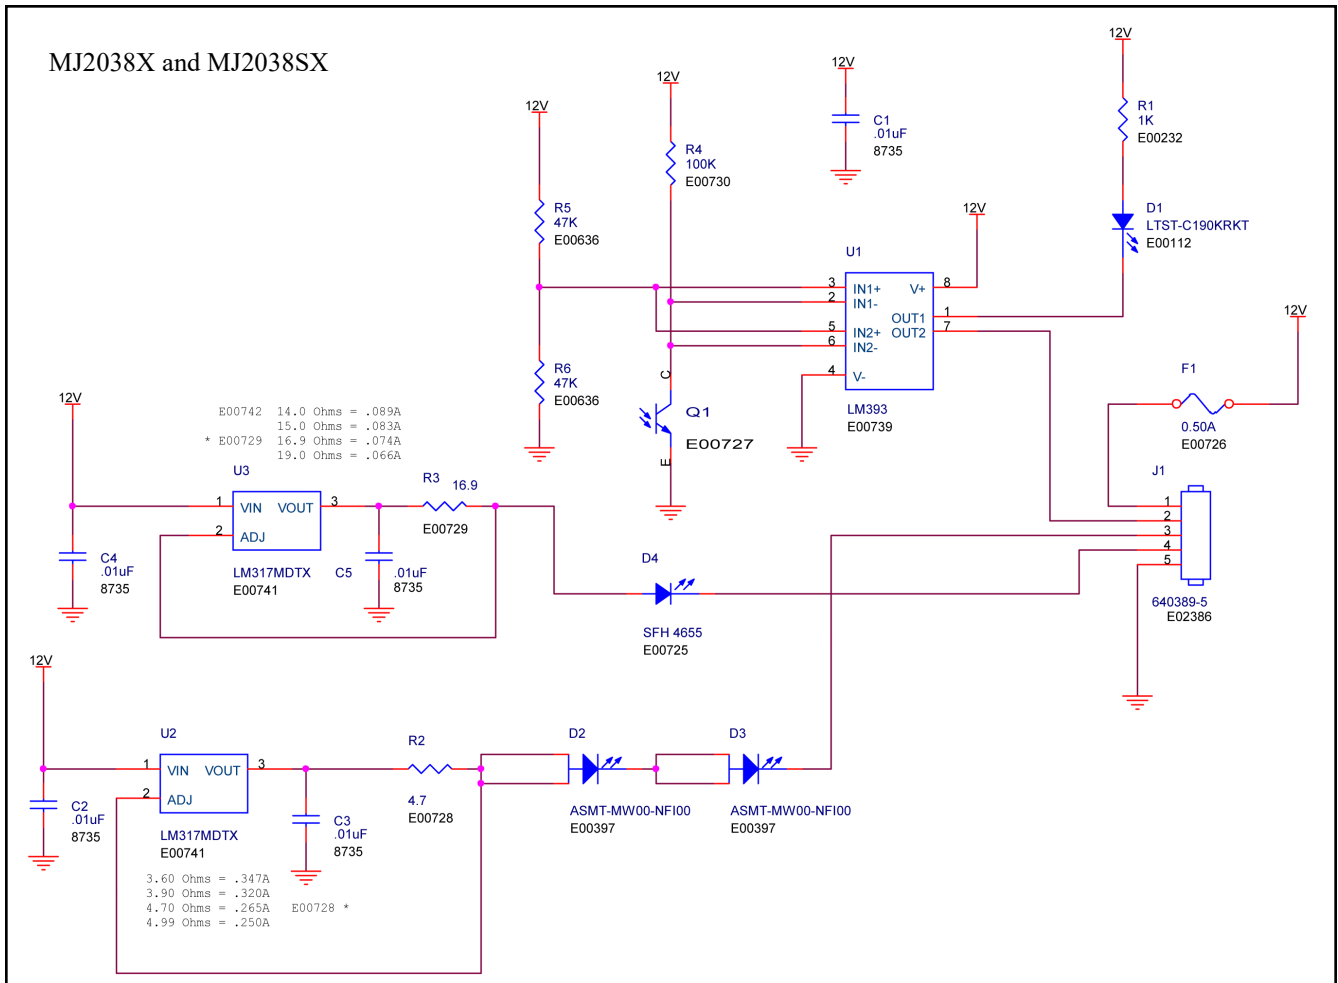 MJ2038X and MJ2038SX
12V
R1
1K
E00232
12V
C1
.01uF
8735
12V
R4
100K
E00730
12V
R5
47K
E00636
D1
LTST-C190KRKT
E00112
12V
U1
3 IN1+ V+ 8
2 IN1-
OUT1 1
5 IN2+ OUT2 7
6 IN2-
4 V-
LM393
E00739
12V
F1
0.50A
E00726
R6
47K
E00636
C
Q1
E00727
E
12V
E00742 14.0 Ohms = .089A
15.0 Ohms = .083A
* E00729 16.9 Ohms = .074A
19.0 Ohms = .066A
U3
1 VIN VOUT 3
2 ADJ
LM317MDTX
E00741
R3 16.9
E00729
C4
.01uF
8735
C5 .01uF
8735
D4
SFH 4655
E00725
J1
1
2
3
4
5
640389-5
E02386
12V
U2
1 VIN VOUT 3
2 ADJ
LM317MDTX
E00741
C2
.01uF
8735
C3
.01uF
8735
R2
4.7
E00728
D2
ASMT-MW00-NFI00
E00397
D3
ASMT-MW00-NFI00
E00397
3.60 Ohms = .347A
3.90 Ohms = .320A
4.70 Ohms = .265A E00728 *
4.99 Ohms = .250A